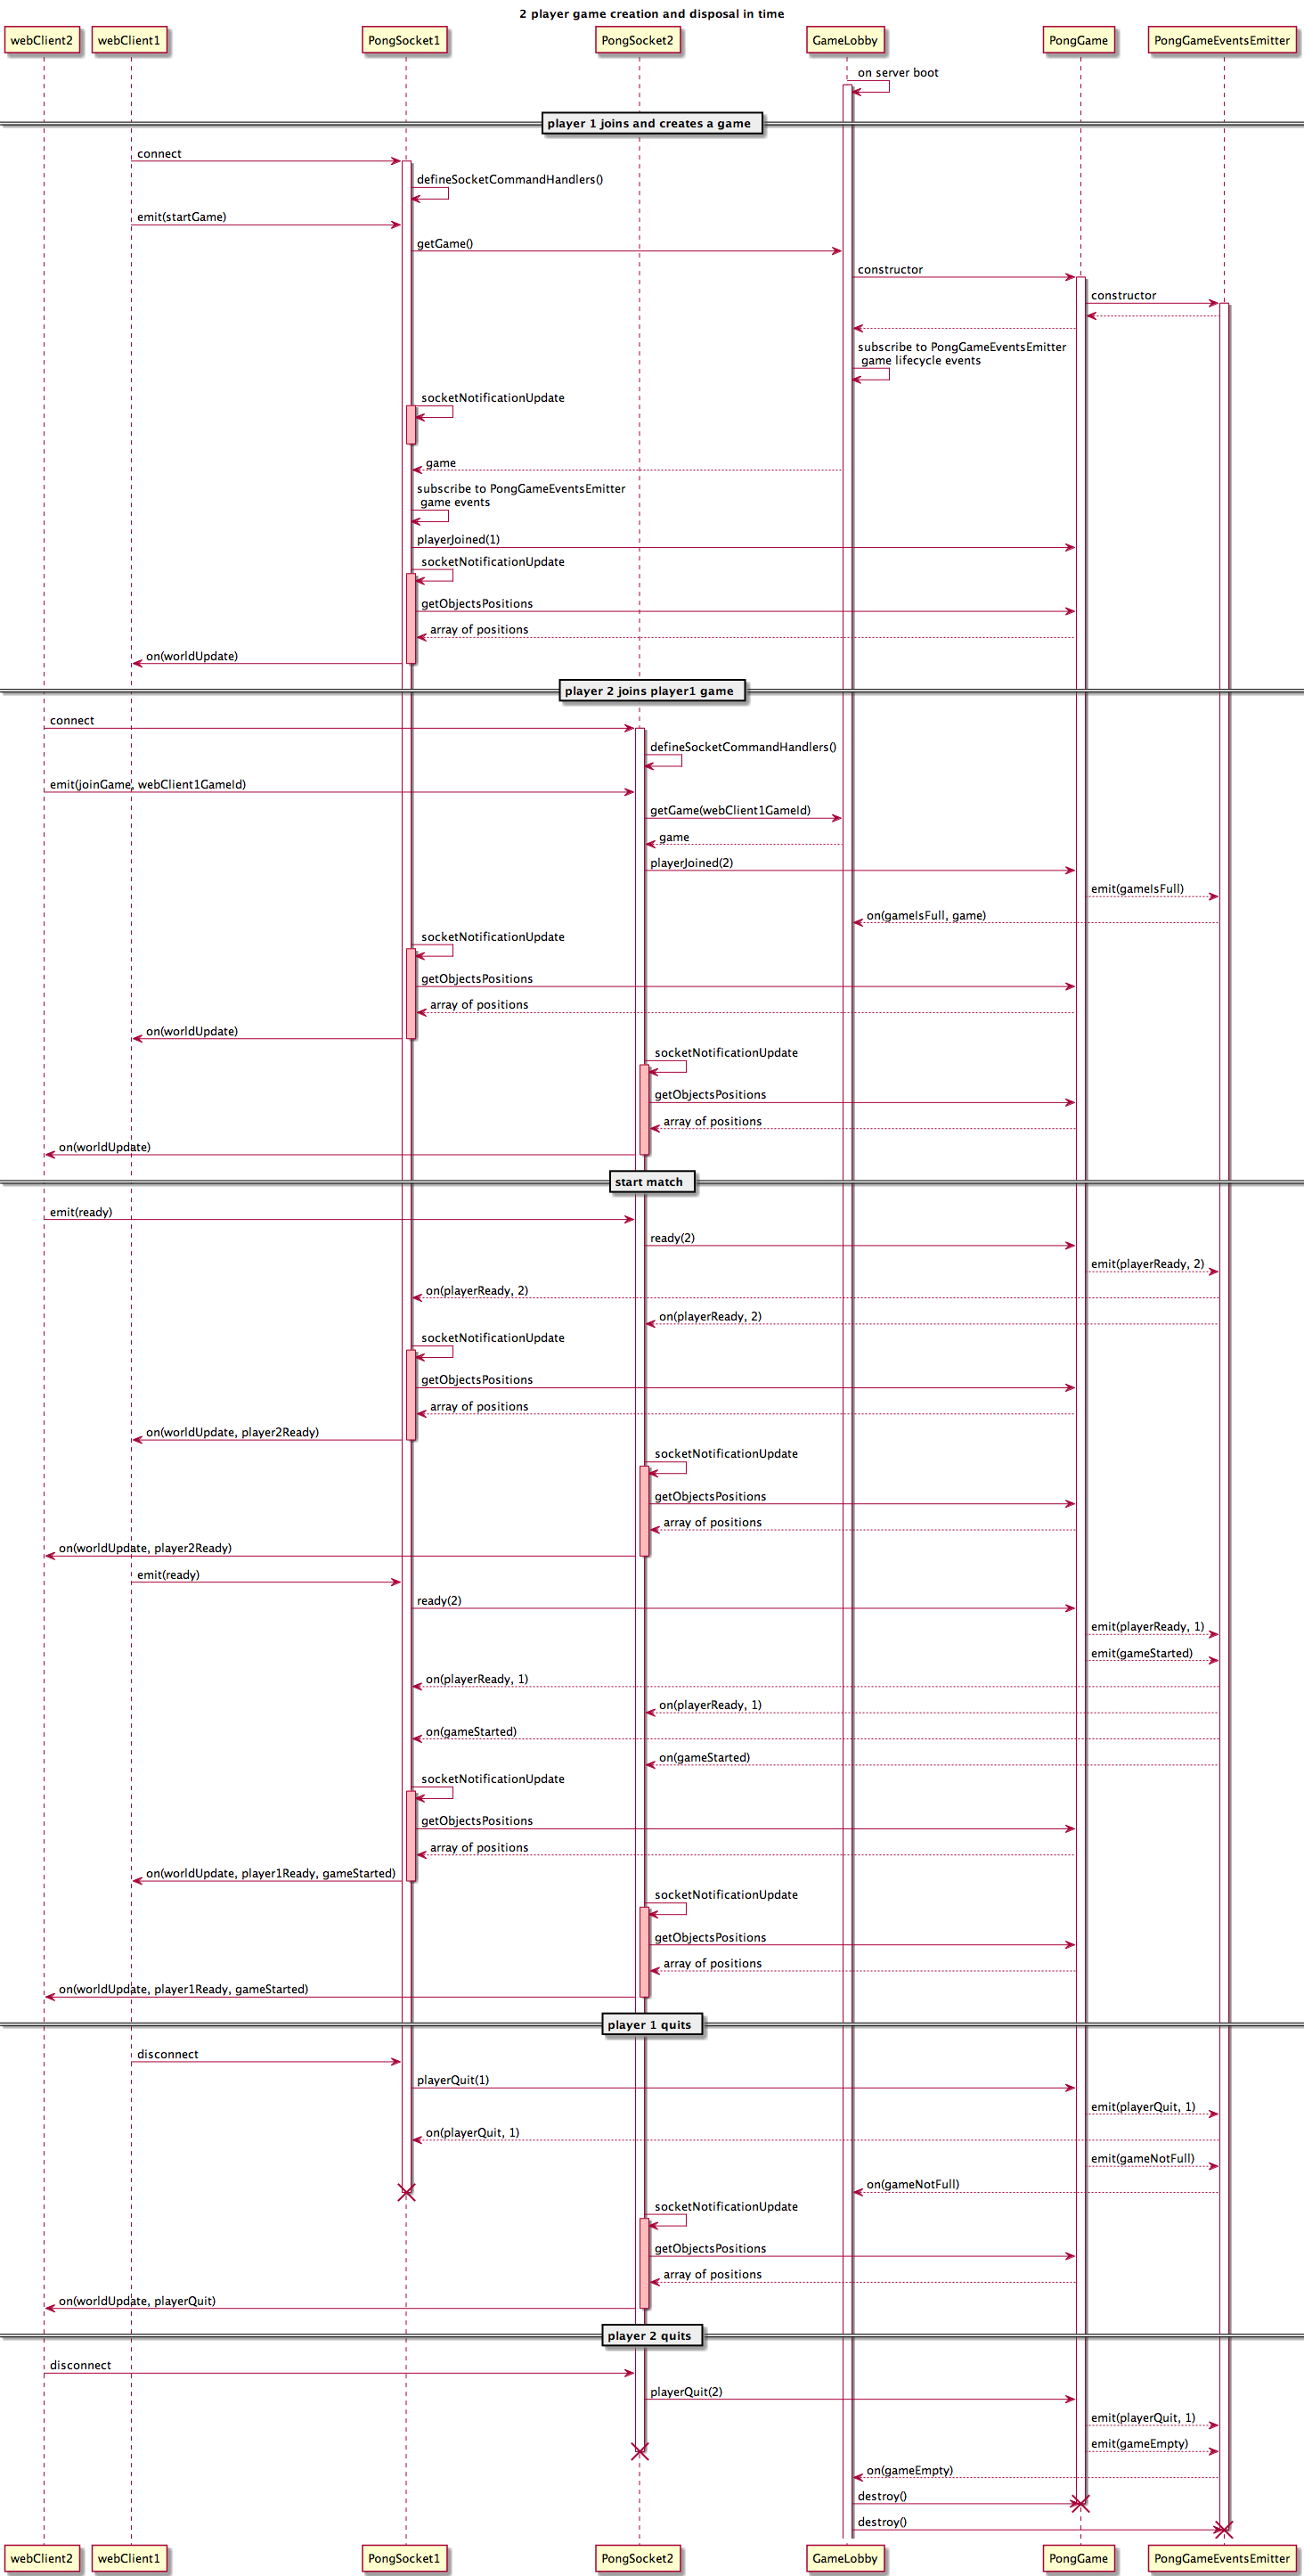 2 player game creation and disposal in time
webClient2 webClient1 PongSocket1 PongSocket2 GameLobby PongGame PongGameEventsEmitter
on server boot
player 1 joins and creates a game
connect
defineSocketCommandHandlers()
emit(startGame)
getGame()
constructor
constructor
subscribe to PongGameEventsEmitter
game lifecycle events
socketNotificationUpdate
game
subscribe to PongGameEventsEmitter
game events
playerJoined(1)
socketNotificationUpdate
getObjectsPositions
array of positions
on(worldUpdate)
player 2 joins player1 game
connect
defineSocketCommandHandlers()
emit(joinGame, webClient1GameId)
getGame(webClient1GameId)
game
playerJoined(2)
emit(gameIsFull)
on(gameIsFull, game)
socketNotificationUpdate
getObjectsPositions
array of positions
on(worldUpdate)
socketNotificationUpdate
getObjectsPositions
array of positions
on(worldUpdate)
start match
emit(ready)
ready(2)
emit(playerReady, 2)
on(playerReady, 2)
on(playerReady, 2)
socketNotificationUpdate
getObjectsPositions
array of positions
on(worldUpdate, player2Ready)
socketNotificationUpdate
getObjectsPositions
array of positions
on(worldUpdate, player2Ready)
emit(ready)
ready(2)
emit(playerReady, 1)
emit(gameStarted)
on(playerReady, 1)
on(playerReady, 1)
on(gameStarted)
on(gameStarted)
socketNotificationUpdate
getObjectsPositions
array of positions
on(worldUpdate, player1Ready, gameStarted)
socketNotificationUpdate
getObjectsPositions
array of positions
on(worldUpdate, player1Ready, gameStarted)
player 1 quits
disconnect
playerQuit(1)
emit(playerQuit, 1)
on(playerQuit, 1)
emit(gameNotFull)
on(gameNotFull)
socketNotificationUpdate
getObjectsPositions
array of positions
on(worldUpdate, playerQuit)
player 2 quits
disconnect
playerQuit(2)
emit(playerQuit, 1)
emit(gameEmpty)
on(gameEmpty)
destroy()
destroy()
webClient2 webClient1 PongSocket1 PongSocket2 GameLobby PongGame PongGameEventsEmitter